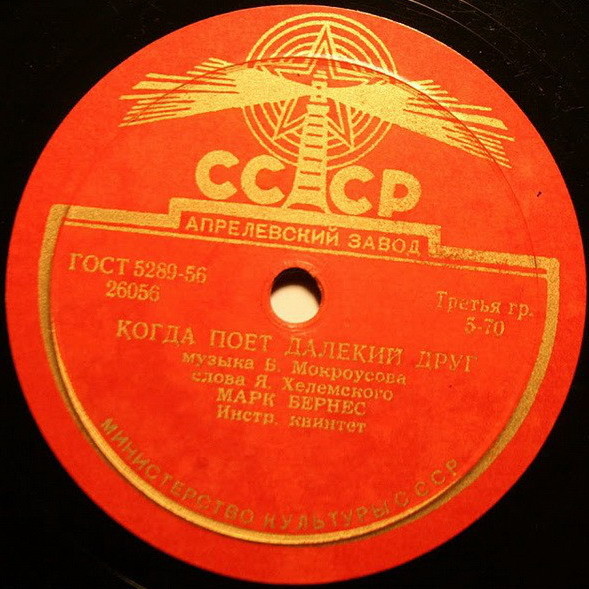 СССР
АПРЕЛЕВСКИЙ ЗАВОД
ГОСТ 5289-56
26056
Третья гр.
5-70
КОГДА ПОЕТ ДАЛЕКИЙ ДРУГ
музыка Б. Мокроусова
слова Я. Хелемского
МАРК БЕРНЕС
Инстр. квинтет
МИНИСТЕРСТВО КУЛЬТУРЫ СССР